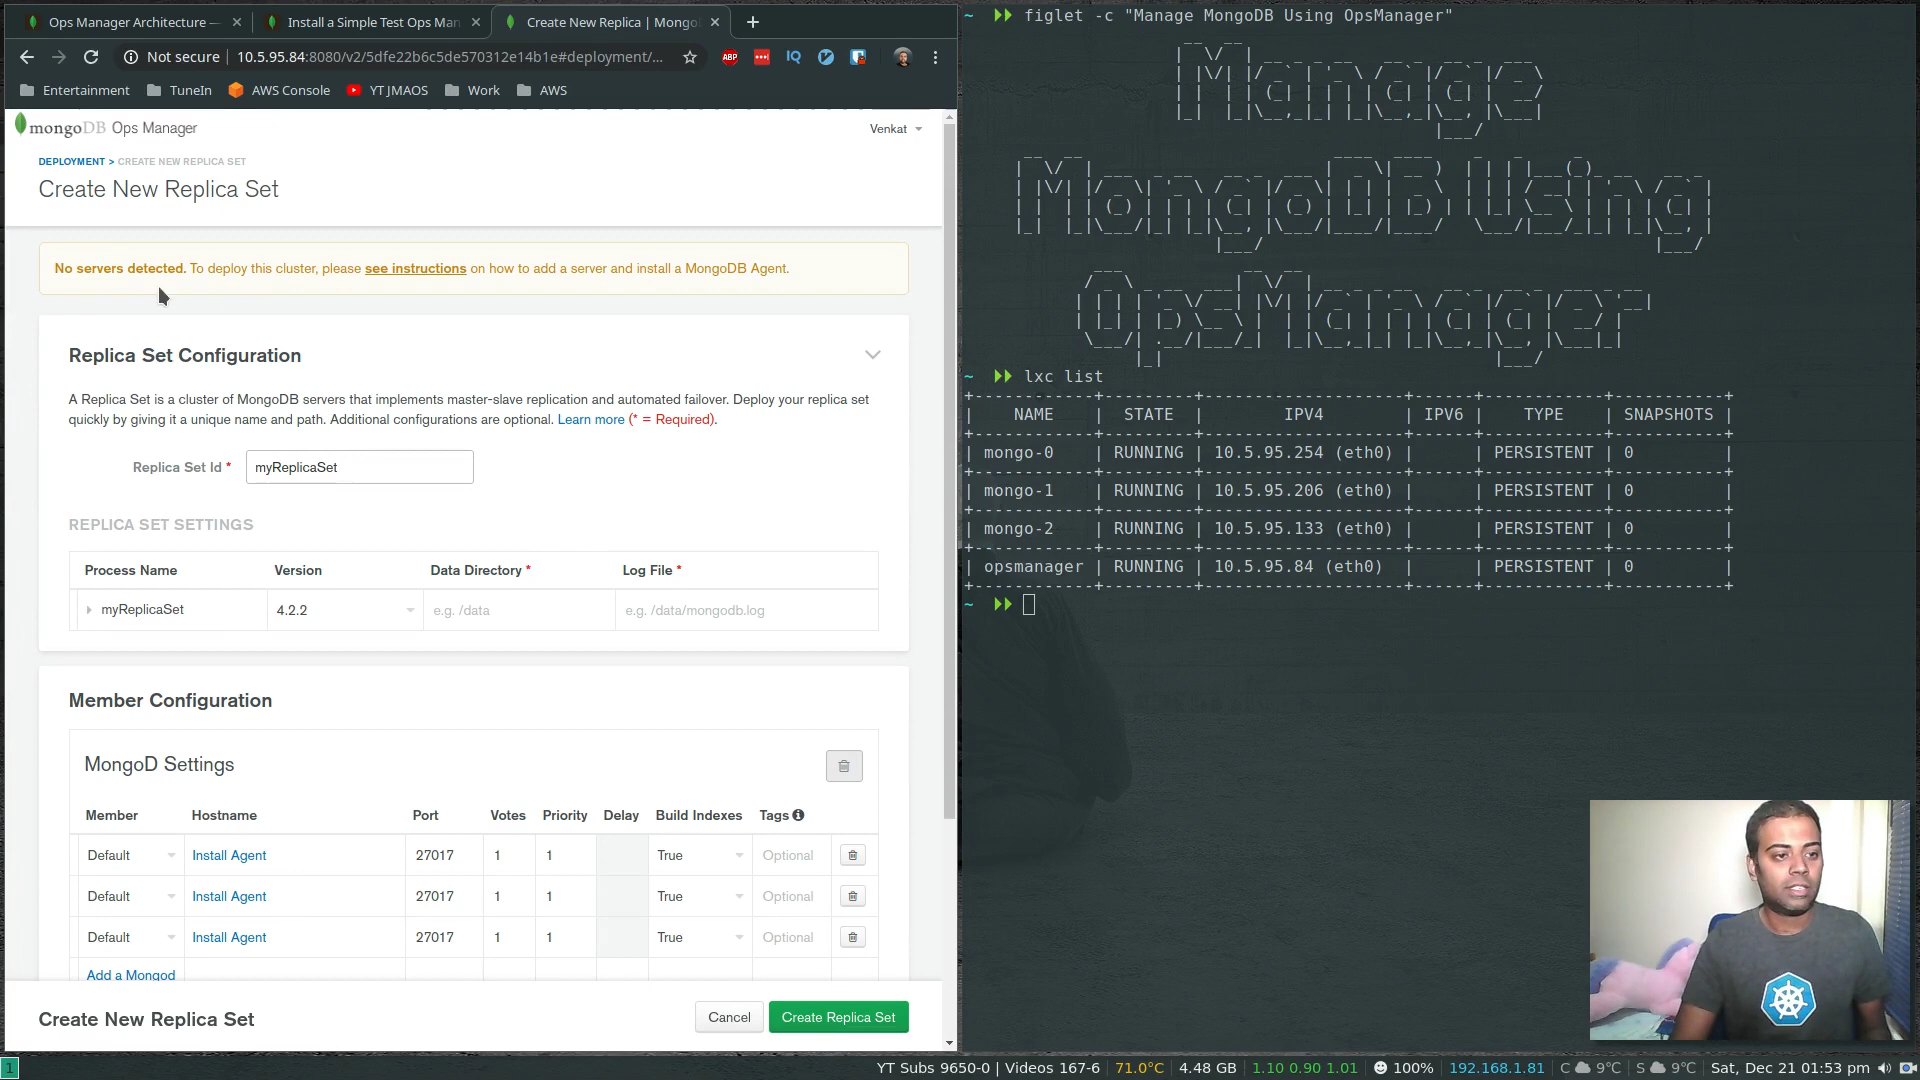 Ops Manager Architecture —
Install a Simple Test Ops Man
Create New Replica | Mongo
Not secure | 10.5.95.84:8080/v2/5dfe22b6c5de570312e14b1e#deployment/...
ABP
IQ
Entertainment
TuneIn
AWS Console
YT JMAOS
Work
AWS
mongoDB Ops Manager
Venkat
DEPLOYMENT > CREATE NEW REPLICA SET
Create New Replica Set
No servers detected. To deploy this cluster, please see instructions on how to add a server and install a MongoDB Agent.
Replica Set Configuration
A Replica Set is a cluster of MongoDB servers that implements master-slave replication and automated failover. Deploy your replica set
quickly by giving it a unique name and path. Additional configurations are optional. Learn more (* = Required).
Replica Set Id * myReplicaSet
REPLICA SET SETTINGS
Process Name Version Data Directory * Log File *
myReplicaSet 4.2.2 e.g. /data e.g. /data/mongodb.log
Member Configuration
MongoD Settings
Member Hostname Port Votes Priority Delay Build Indexes Tags
Default Install Agent 27017 1 1 True Optional
Default Install Agent 27017 1 1 True Optional
Default Install Agent 27017 1 1 True Optional
Add a Mongod
Create New Replica Set
Cancel
Create Replica Set
~ figlet -c "Manage MongoDB Using OpsManager"
Manage
MongoDB Using
OpsManager
~ lxc list
| NAME | STATE | IPV4 | IPV6 | TYPE | SNAPSHOTS |
| mongo-0 | RUNNING | 10.5.95.254 (eth0) | | PERSISTENT | 0 |
| mongo-1 | RUNNING | 10.5.95.206 (eth0) | | PERSISTENT | 0 |
| mongo-2 | RUNNING | 10.5.95.133 (eth0) | | PERSISTENT | 0 |
| opsmanager | RUNNING | 10.5.95.84 (eth0) | | PERSISTENT | 0 |
~
1
YT Subs 9650-0 | Videos 167-6 | 71.0°C | 4.48 GB | 1.10 0.90 1.01 | 100% | 192.168.1.81 | C 9°C | S 9°C | Sat, Dec 21 01:53 pm